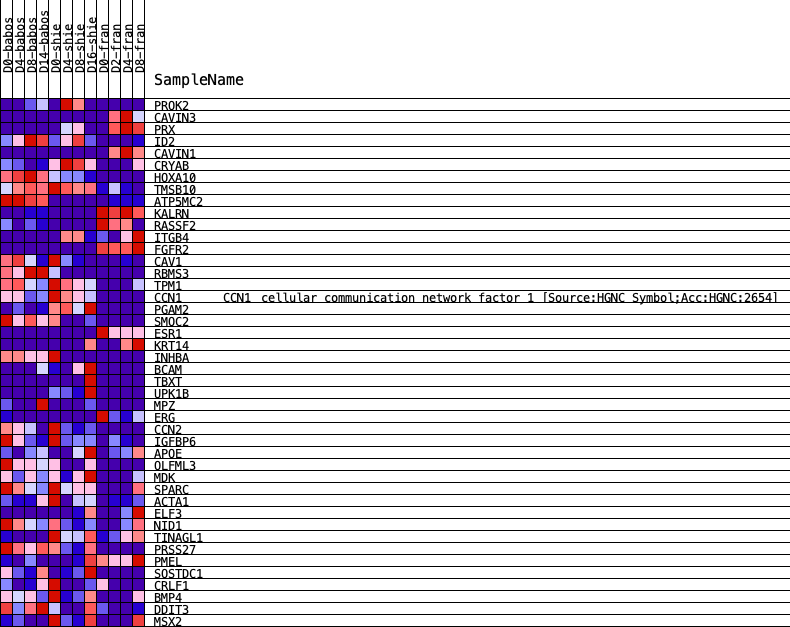 D0-babos
D4-babos
D8-babos
D14-babos
D0-shie
D4-shie
D8-shie
D16-shie
D0-fran
D2-fran
D4-fran
D8-fran
SampleName
PROK2
CAVIN3
PRX
ID2
CAVIN1
CRYAB
HOXA10
TMSB10
ATP5MC2
KALRN
RASSF2
ITGB4
FGFR2
CAV1
RBMS3
TPM1
CCN1 CCN1 cellular communication network factor 1 [Source:HGNC Symbol;Acc:HGNC:2654]
PGAM2
SMOC2
ESR1
KRT14
INHBA
BCAM
TBXT
UPK1B
MPZ
ERG
CCN2
IGFBP6
APOE
OLFML3
MDK
SPARC
ACTA1
ELF3
NID1
TINAGL1
PRSS27
PMEL
SOSTDC1
CRLF1
BMP4
DDIT3
MSX2